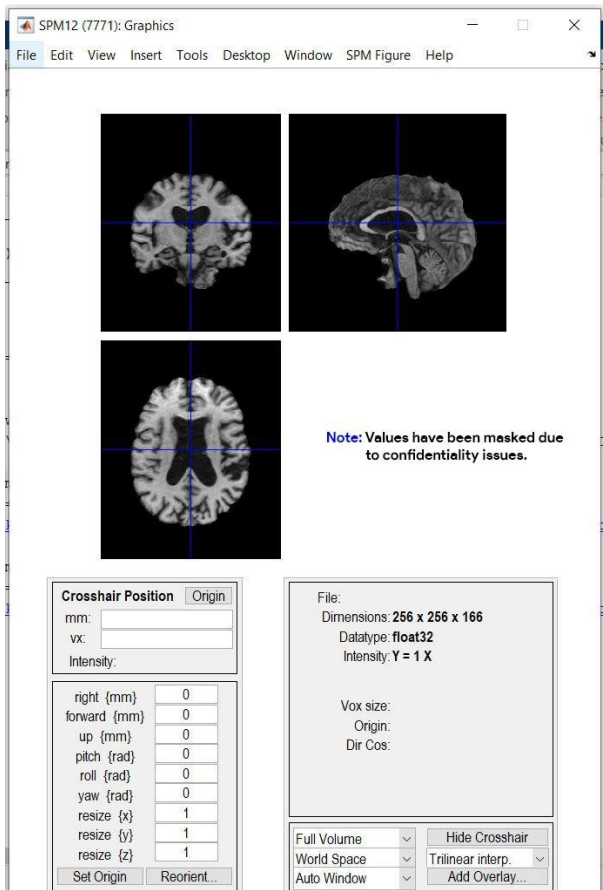 SPM12 (7771): Graphics
File Edit View Insert Tools Desktop Window SPM Figure Help
Note: Values have been masked due
to confidentiality issues.
Crosshair Position Origin
mm:
vx:
Intensity:
right {mm} 0
forward {mm} 0
up {mm} 0
pitch {rad} 0
roll {rad} 0
yaw {rad} 0
resize {x} 1
resize {y} 1
resize {z} 1
Set Origin Reorient...
File:
Dimensions: 256 x 256 x 166
Datatype: float32
Intensity: Y = 1 X
Vox size:
Origin:
Dir Cos:
Full Volume Hide Crosshair
World Space Trilinear interp.
Auto Window Add Overlay...